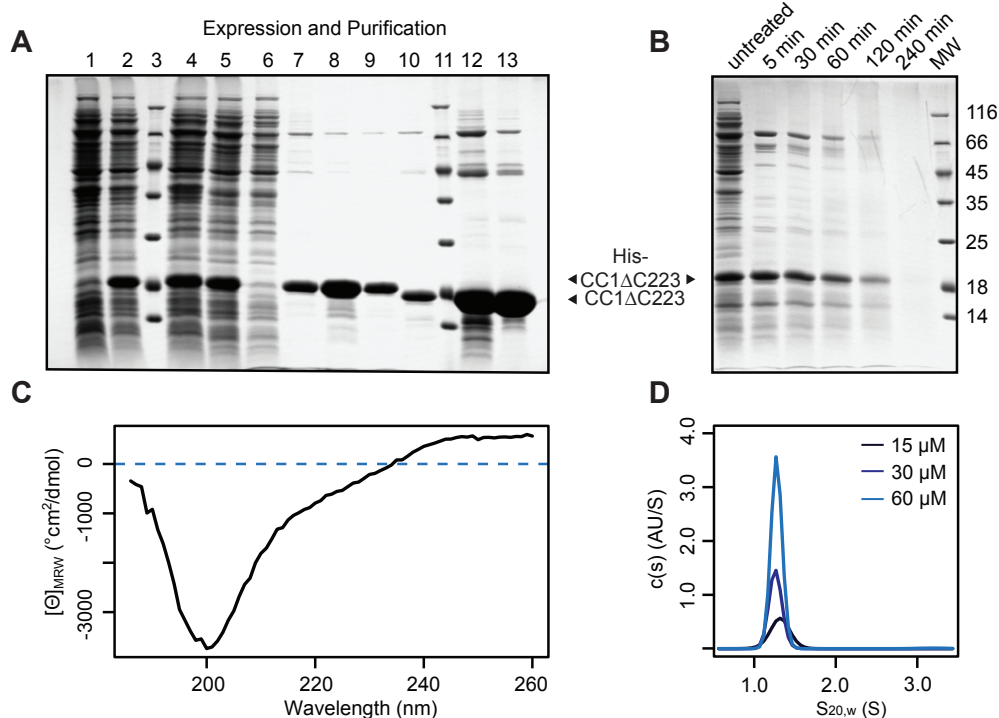 Expression and Purification
A
1 2 3 4 5 6 7 8 9 10 11 12 13
B
untreated
5 min
30 min
60 min
120 min
240 min
MW
116
66
45
35
25
18
14
His-
◄ CC1ΔC223 ►
◄ CC1ΔC223
C
[Θ]MRW (°cm²/dmol)
0
-1000
-3000
200 220 240 260
Wavelength (nm)
D
c(s) (AU/S)
4.0
3.0
2.0
1.0
15 µM
30 µM
60 µM
1.0 2.0 3.0
S20,w (S)